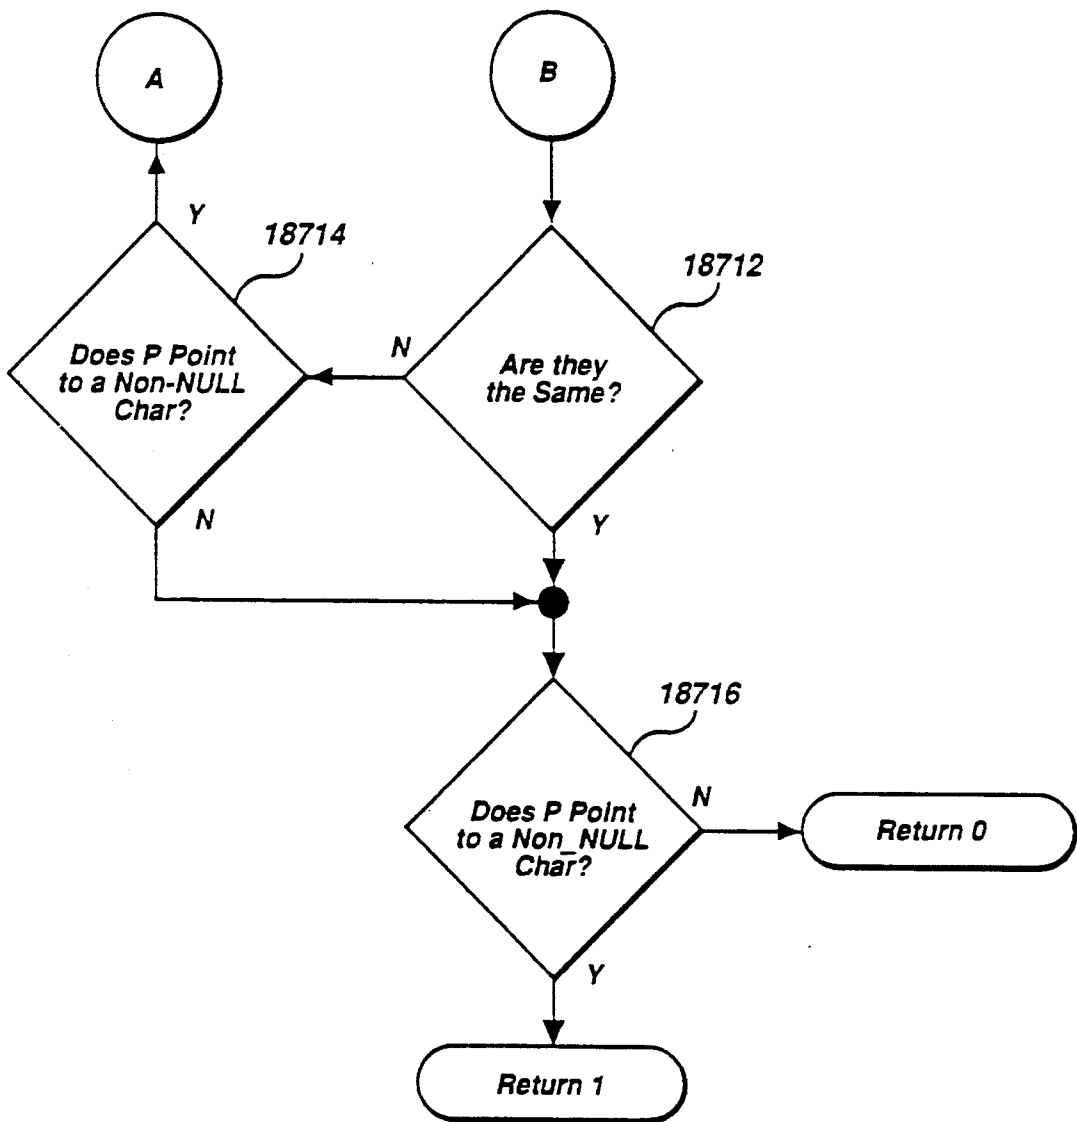 A
B
Y
18714
18712
Does P Point
to a Non-NULL
Char?
N
Are they
the Same?
N
Y
18716
Does P Point
to a Non_NULL
Char?
N
Return 0
Y
Return 1